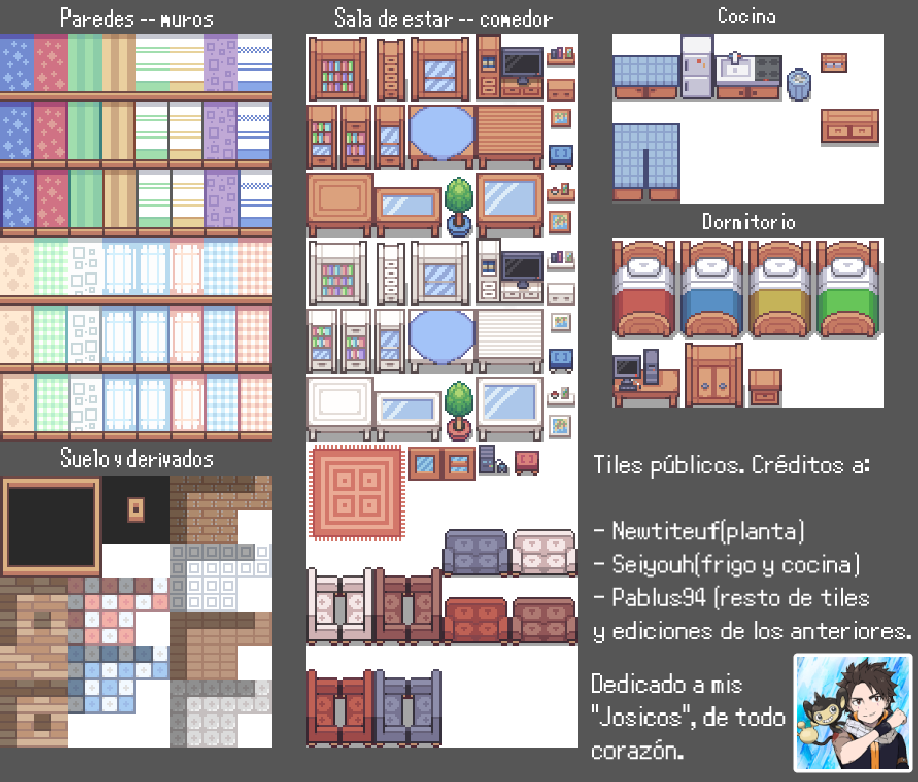 Paredes -- muros
Sala de estar -- comedor
Cocina
Dormitorio
Suelo y derivados
Tiles públicos. Créditos a:
- Newtiteuf(planta)
- Seiyouh(frigo y cocina)
- Pablus94 (resto de tiles
y ediciones de los anteriores.
Dedicado a mis
"Josicos", de todo
corazón.